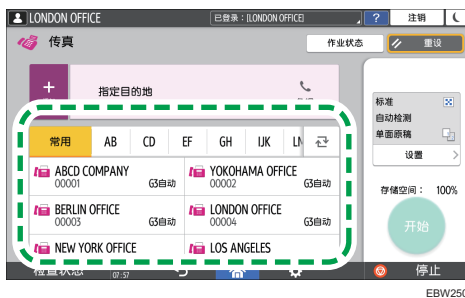 LONDON OFFICE
已登录：[LONDON OFFICE]
?
注销
传真
作业状态
重设
+
指定目的地
标准
自动检测
单面原稿
常用 AB CD EF GH IJK
设置
ABCD COMPANY
00001 G3自动
YOKOHAMA OFFICE
00002 G3自动
存储空间： 100%
BERLIN OFFICE
00003 G3自动
LONDON OFFICE
00004 G3自动
开始
NEW YORK OFFICE
LOS ANGELES
检查状态
07:57
停止
EBW250